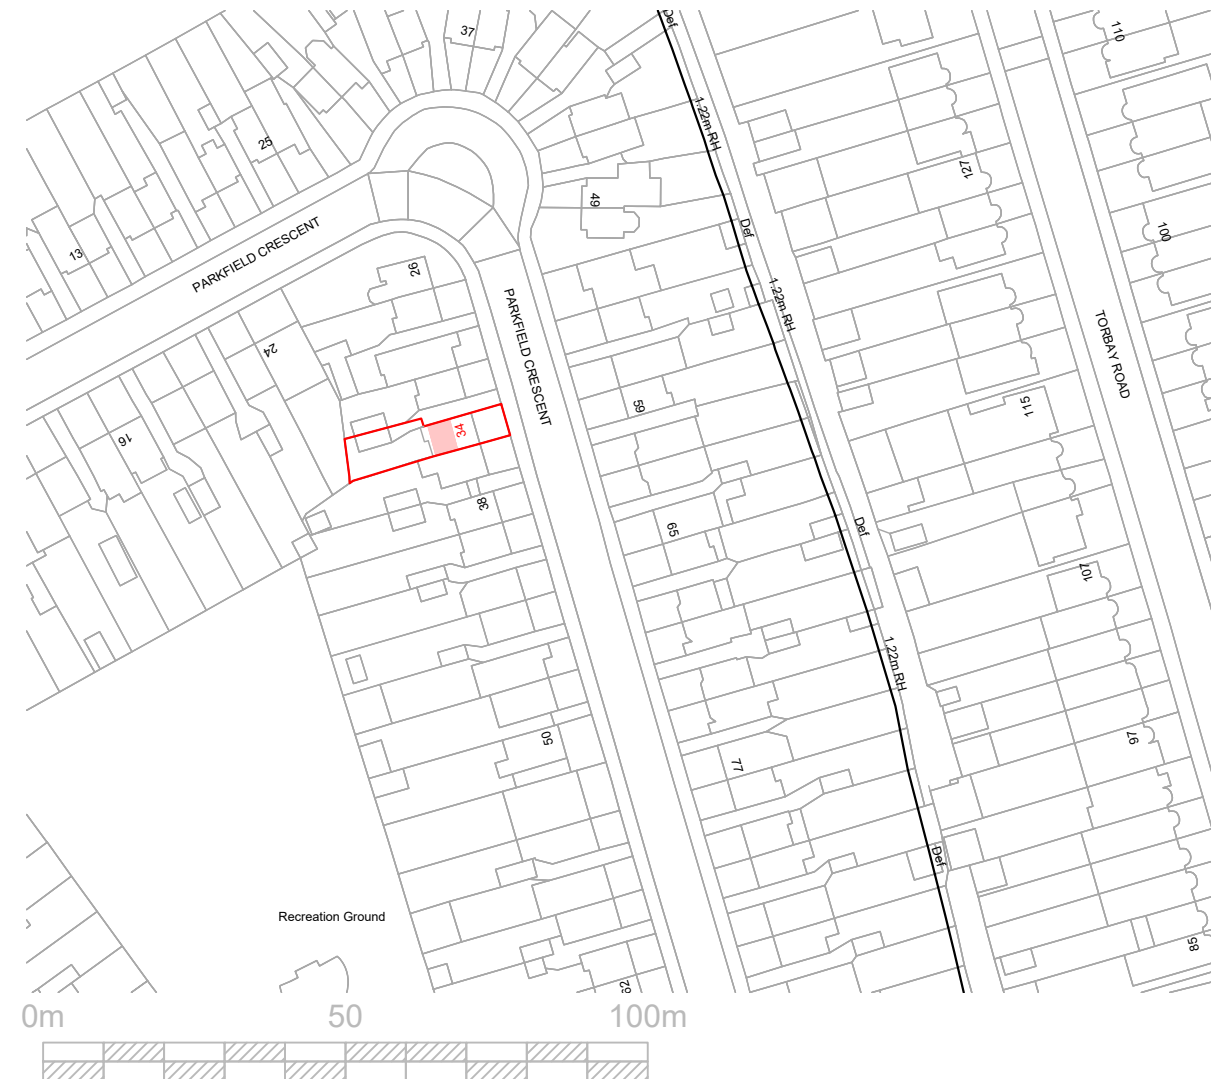 37
Def
110
1.22m RH
25
127
49
PARKFIELD CRESCENT
Def
100
13
26
1.22m RH
PARKFIELD CRESCENT
TORBAY ROAD
24
59
115
16
34
38
65
Def
107
1.22m RH
50
97
77
Def
Recreation Ground
85
62
0m 50 100m